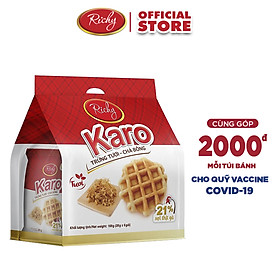 Richy
OFFICIAL
STORE
Richy
Karo
TRỨNG TƯƠI - CHÀ BÔNG
Tươi
21%
CÙNG GÓP
2000đ
MỖI TÚI BÁNH
CHO QUỸ VACCINE
COVID-19